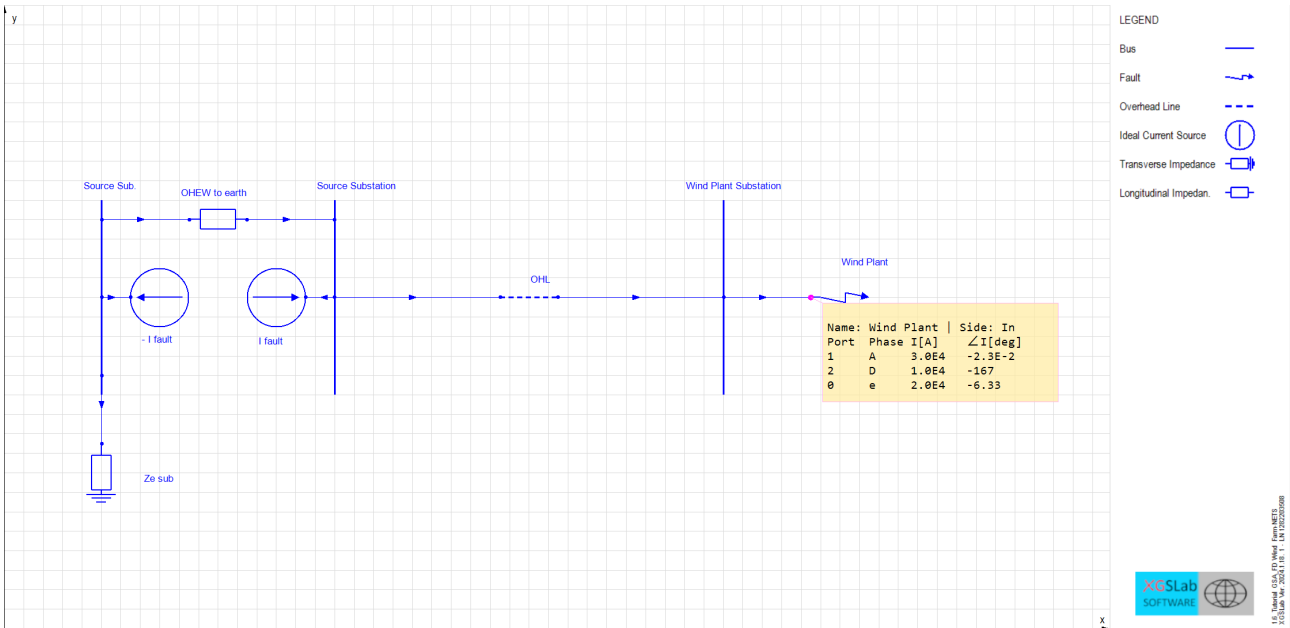 y
LEGEND
Bus
Fault
Overhead Line
Ideal Current Source
Transverse Impedance
Longitudinal Impedan.
Source Sub.
OHEW to earth
Source Substation
Wind Plant Substation
Wind Plant
OHL
- I fault
I fault
Name: Wind Plant | Side: In
Port Phase I[A] ∠I[deg]
1 A 3.0E4 -2.3E-2
2 D 1.0E4 -167
0 e 2.0E4 -6.33
Ze sub
XGSLab
SOFTWARE
x